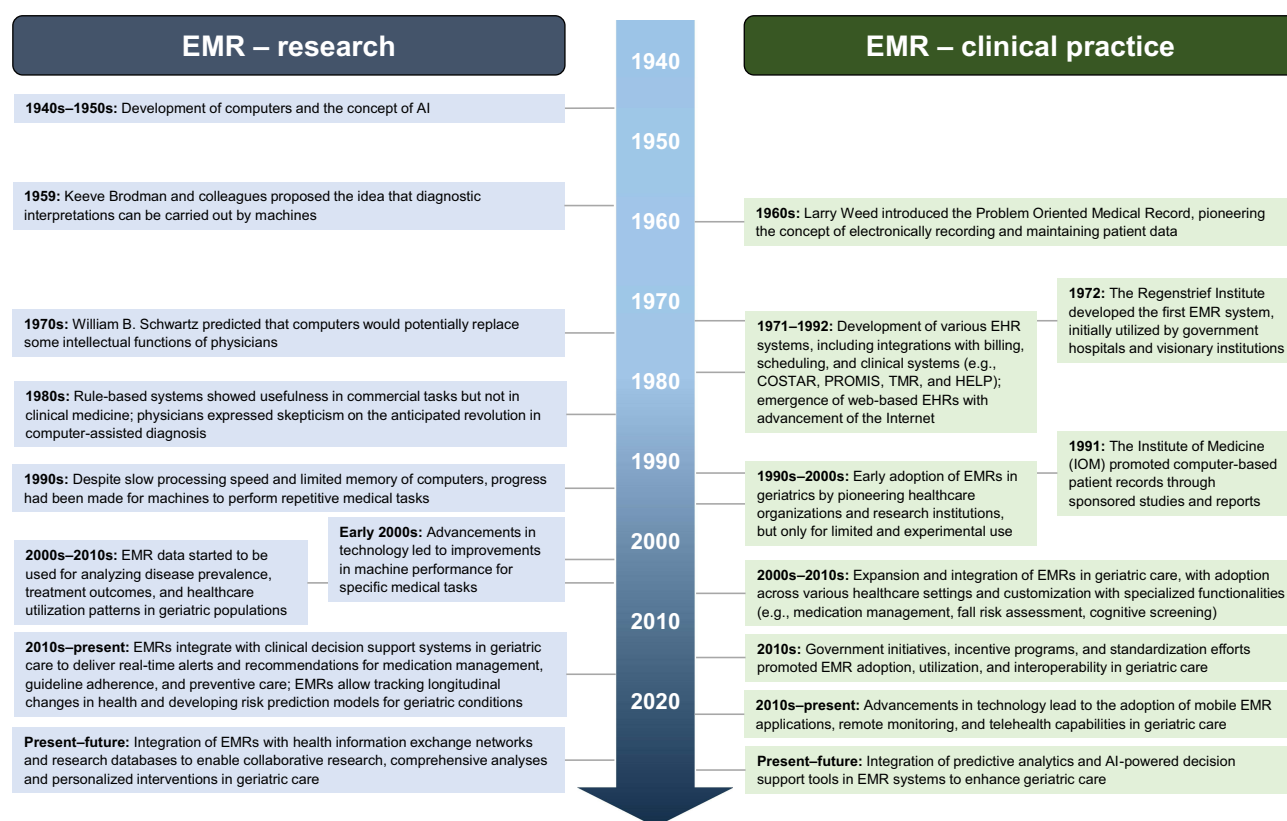 EMR – research
1940s–1950s: Development of computers and the concept of AI
1959: Keeve Brodman and colleagues proposed the idea that diagnostic
interpretations can be carried out by machines
1970s: William B. Schwartz predicted that computers would potentially replace
some intellectual functions of physicians
1980s: Rule-based systems showed usefulness in commercial tasks but not in
clinical medicine; physicians expressed skepticism on the anticipated revolution in
computer-assisted diagnosis
1990s: Despite slow processing speed and limited memory of computers, progress
had been made for machines to perform repetitive medical tasks
Early 2000s: Advancements in
technology led to improvements
in machine performance for
specific medical tasks
2000s–2010s: EMR data started to be
used for analyzing disease prevalence,
treatment outcomes, and healthcare
utilization patterns in geriatric populations
2010s–present: EMRs integrate with clinical decision support systems in geriatric
care to deliver real-time alerts and recommendations for medication management,
guideline adherence, and preventive care; EMRs allow tracking longitudinal
changes in health and developing risk prediction models for geriatric conditions
Present–future: Integration of EMRs with health information exchange networks
and research databases to enable collaborative research, comprehensive analyses
and personalized interventions in geriatric care
1940
1950
1960
1970
1980
1990
2000
2010
2020
EMR – clinical practice
1960s: Larry Weed introduced the Problem Oriented Medical Record, pioneering
the concept of electronically recording and maintaining patient data
1972: The Regenstrief Institute
developed the first EMR system,
initially utilized by government
hospitals and visionary institutions
1971–1992: Development of various EHR
systems, including integrations with billing,
scheduling, and clinical systems (e.g.,
COSTAR, PROMIS, TMR, and HELP);
emergence of web-based EHRs with
advancement of the Internet
1991: The Institute of Medicine
(IOM) promoted computer-based
patient records through
sponsored studies and reports
1990s–2000s: Early adoption of EMRs in
geriatrics by pioneering healthcare
organizations and research institutions,
but only for limited and experimental use
2000s–2010s: Expansion and integration of EMRs in geriatric care, with adoption
across various healthcare settings and customization with specialized functionalities
(e.g., medication management, fall risk assessment, cognitive screening)
2010s: Government initiatives, incentive programs, and standardization efforts
promoted EMR adoption, utilization, and interoperability in geriatric care
2010s–present: Advancements in technology lead to the adoption of mobile EMR
applications, remote monitoring, and telehealth capabilities in geriatric care
Present–future: Integration of predictive analytics and AI-powered decision
support tools in EMR systems to enhance geriatric care